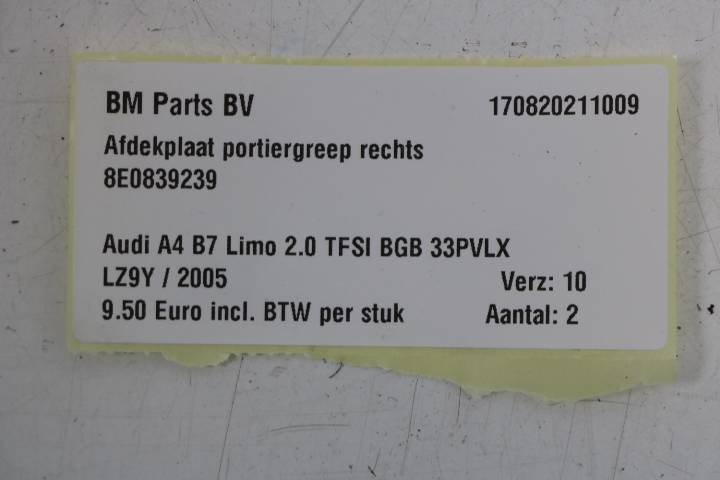 BM Parts BV 170820211009
Afdekplaat portiergreep rechts
8E0839239
Audi A4 B7 Limo 2.0 TFSI BGB 33PVLX
LZ9Y / 2005 Verz: 10
9.50 Euro incl. BTW per stuk Aantal: 2